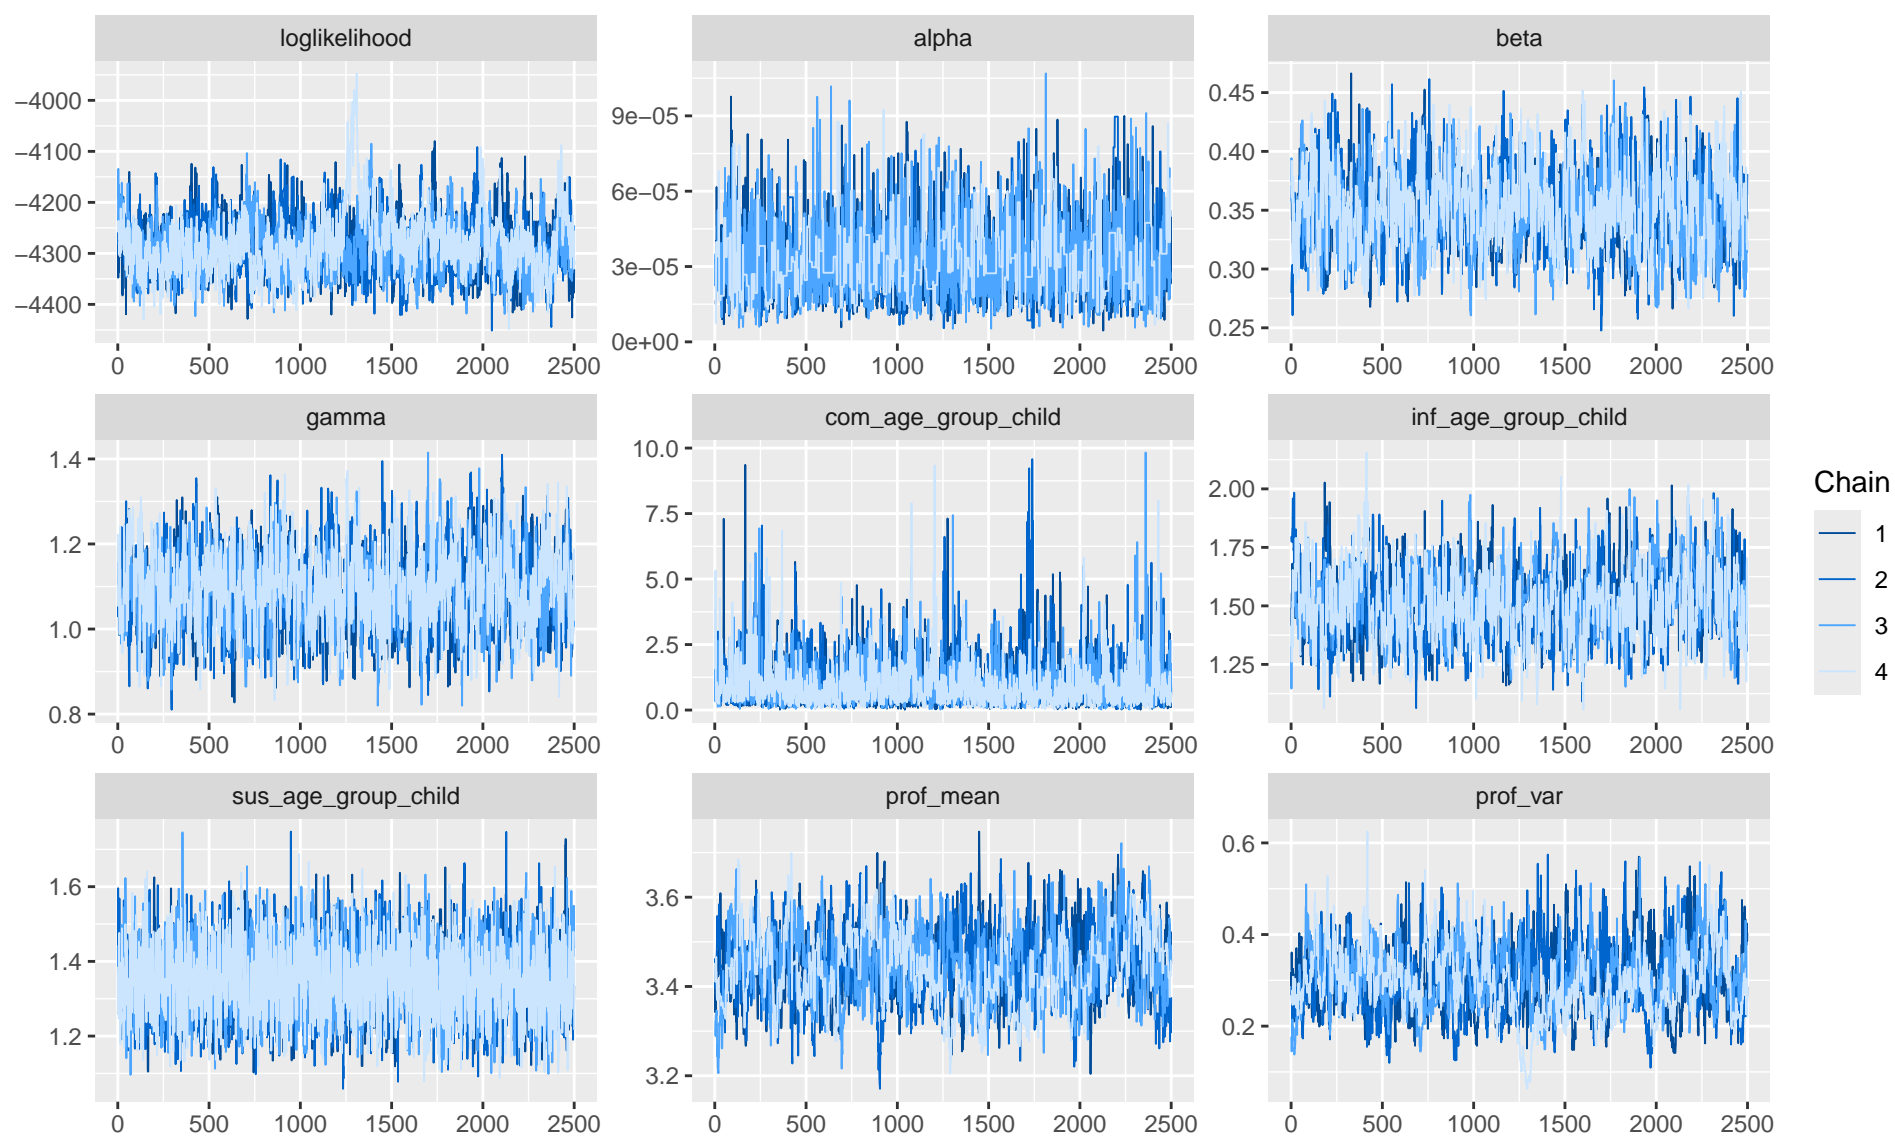 loglikelihood
alpha
beta
−4000
−4100
−4200
−4300
−4400
0 500 1000 1500 2000 2500
9e−05
6e−05
3e−05
0e+00
0 500 1000 1500 2000 2500
0.45
0.40
0.35
0.30
0.25
0 500 1000 1500 2000 2500
gamma
com_age_group_child
inf_age_group_child
1.4
1.2
1.0
0.8
0 500 1000 1500 2000 2500
10.0
7.5
5.0
2.5
0.0
0 500 1000 1500 2000 2500
2.00
1.75
1.50
1.25
0 500 1000 1500 2000 2500
sus_age_group_child
prof_mean
prof_var
1.6
1.4
1.2
0 500 1000 1500 2000 2500
3.6
3.4
3.2
0 500 1000 1500 2000 2500
0.6
0.4
0.2
0 500 1000 1500 2000 2500
Chain
1
2
3
4